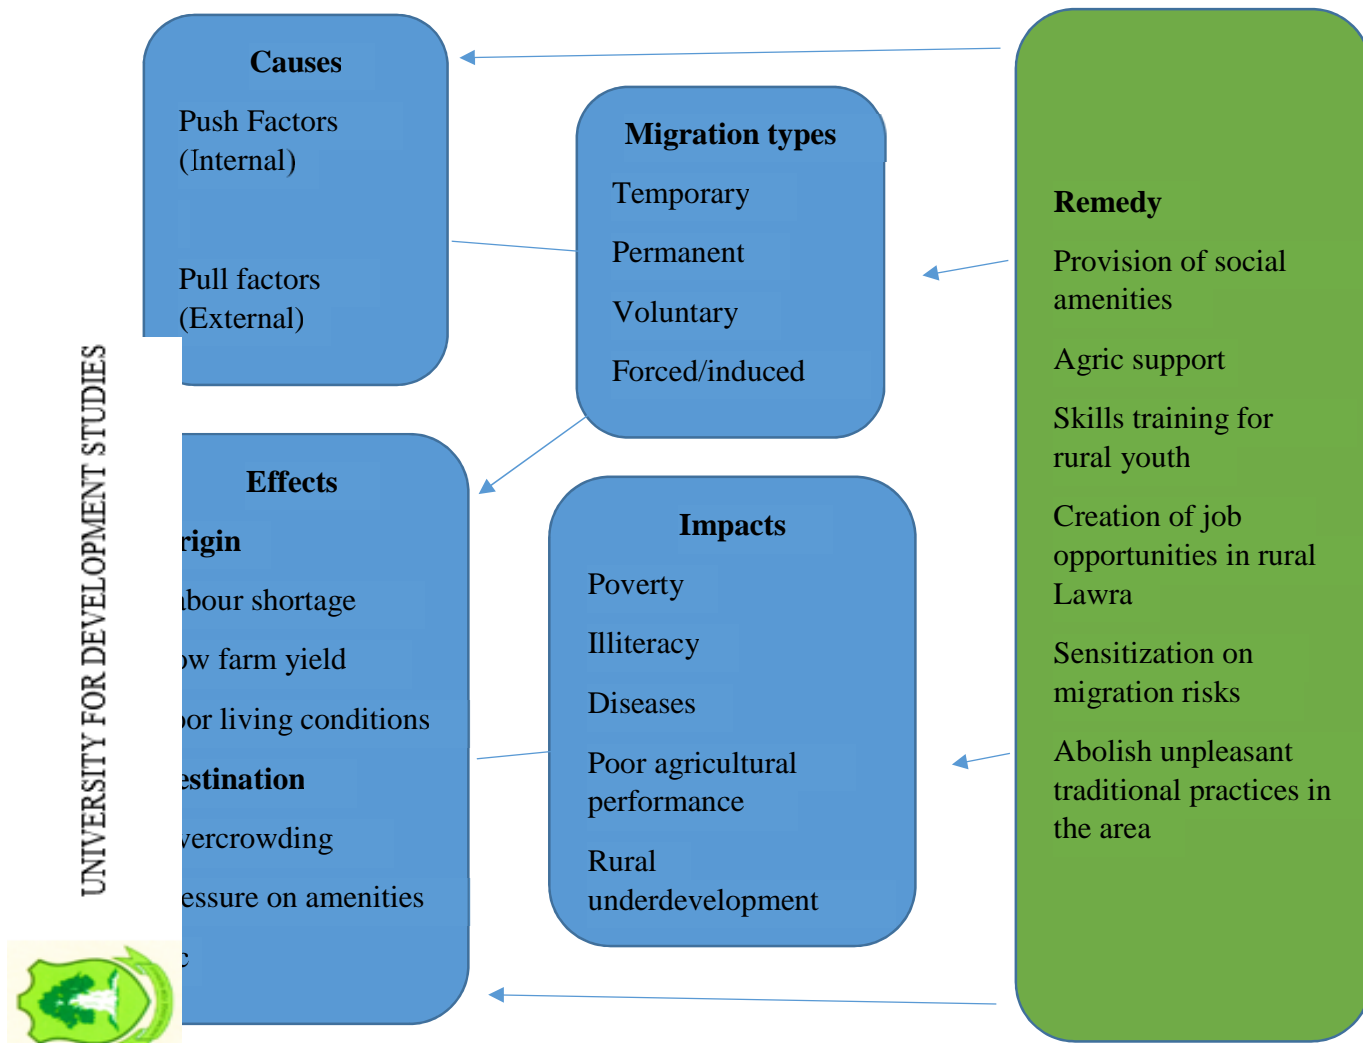 Causes
Push Factors
(Internal)
Pull factors
(External)
Migration types
Temporary
Permanent
Voluntary
Forced/induced
Effects
rigin
abour shortage
ow farm yield
oor living conditions
estination
vercrowding
essure on amenities
c
Impacts
Poverty
Illiteracy
Diseases
Poor agricultural
performance
Rural
underdevelopment
Remedy
Provision of social
amenities
Agric support
Skills training for
rural youth
Creation of job
opportunities in rural
Lawra
Sensitization on
migration risks
Abolish unpleasant
traditional practices in
the area
UNIVERSITY FOR DEVELOPMENT STUDIES